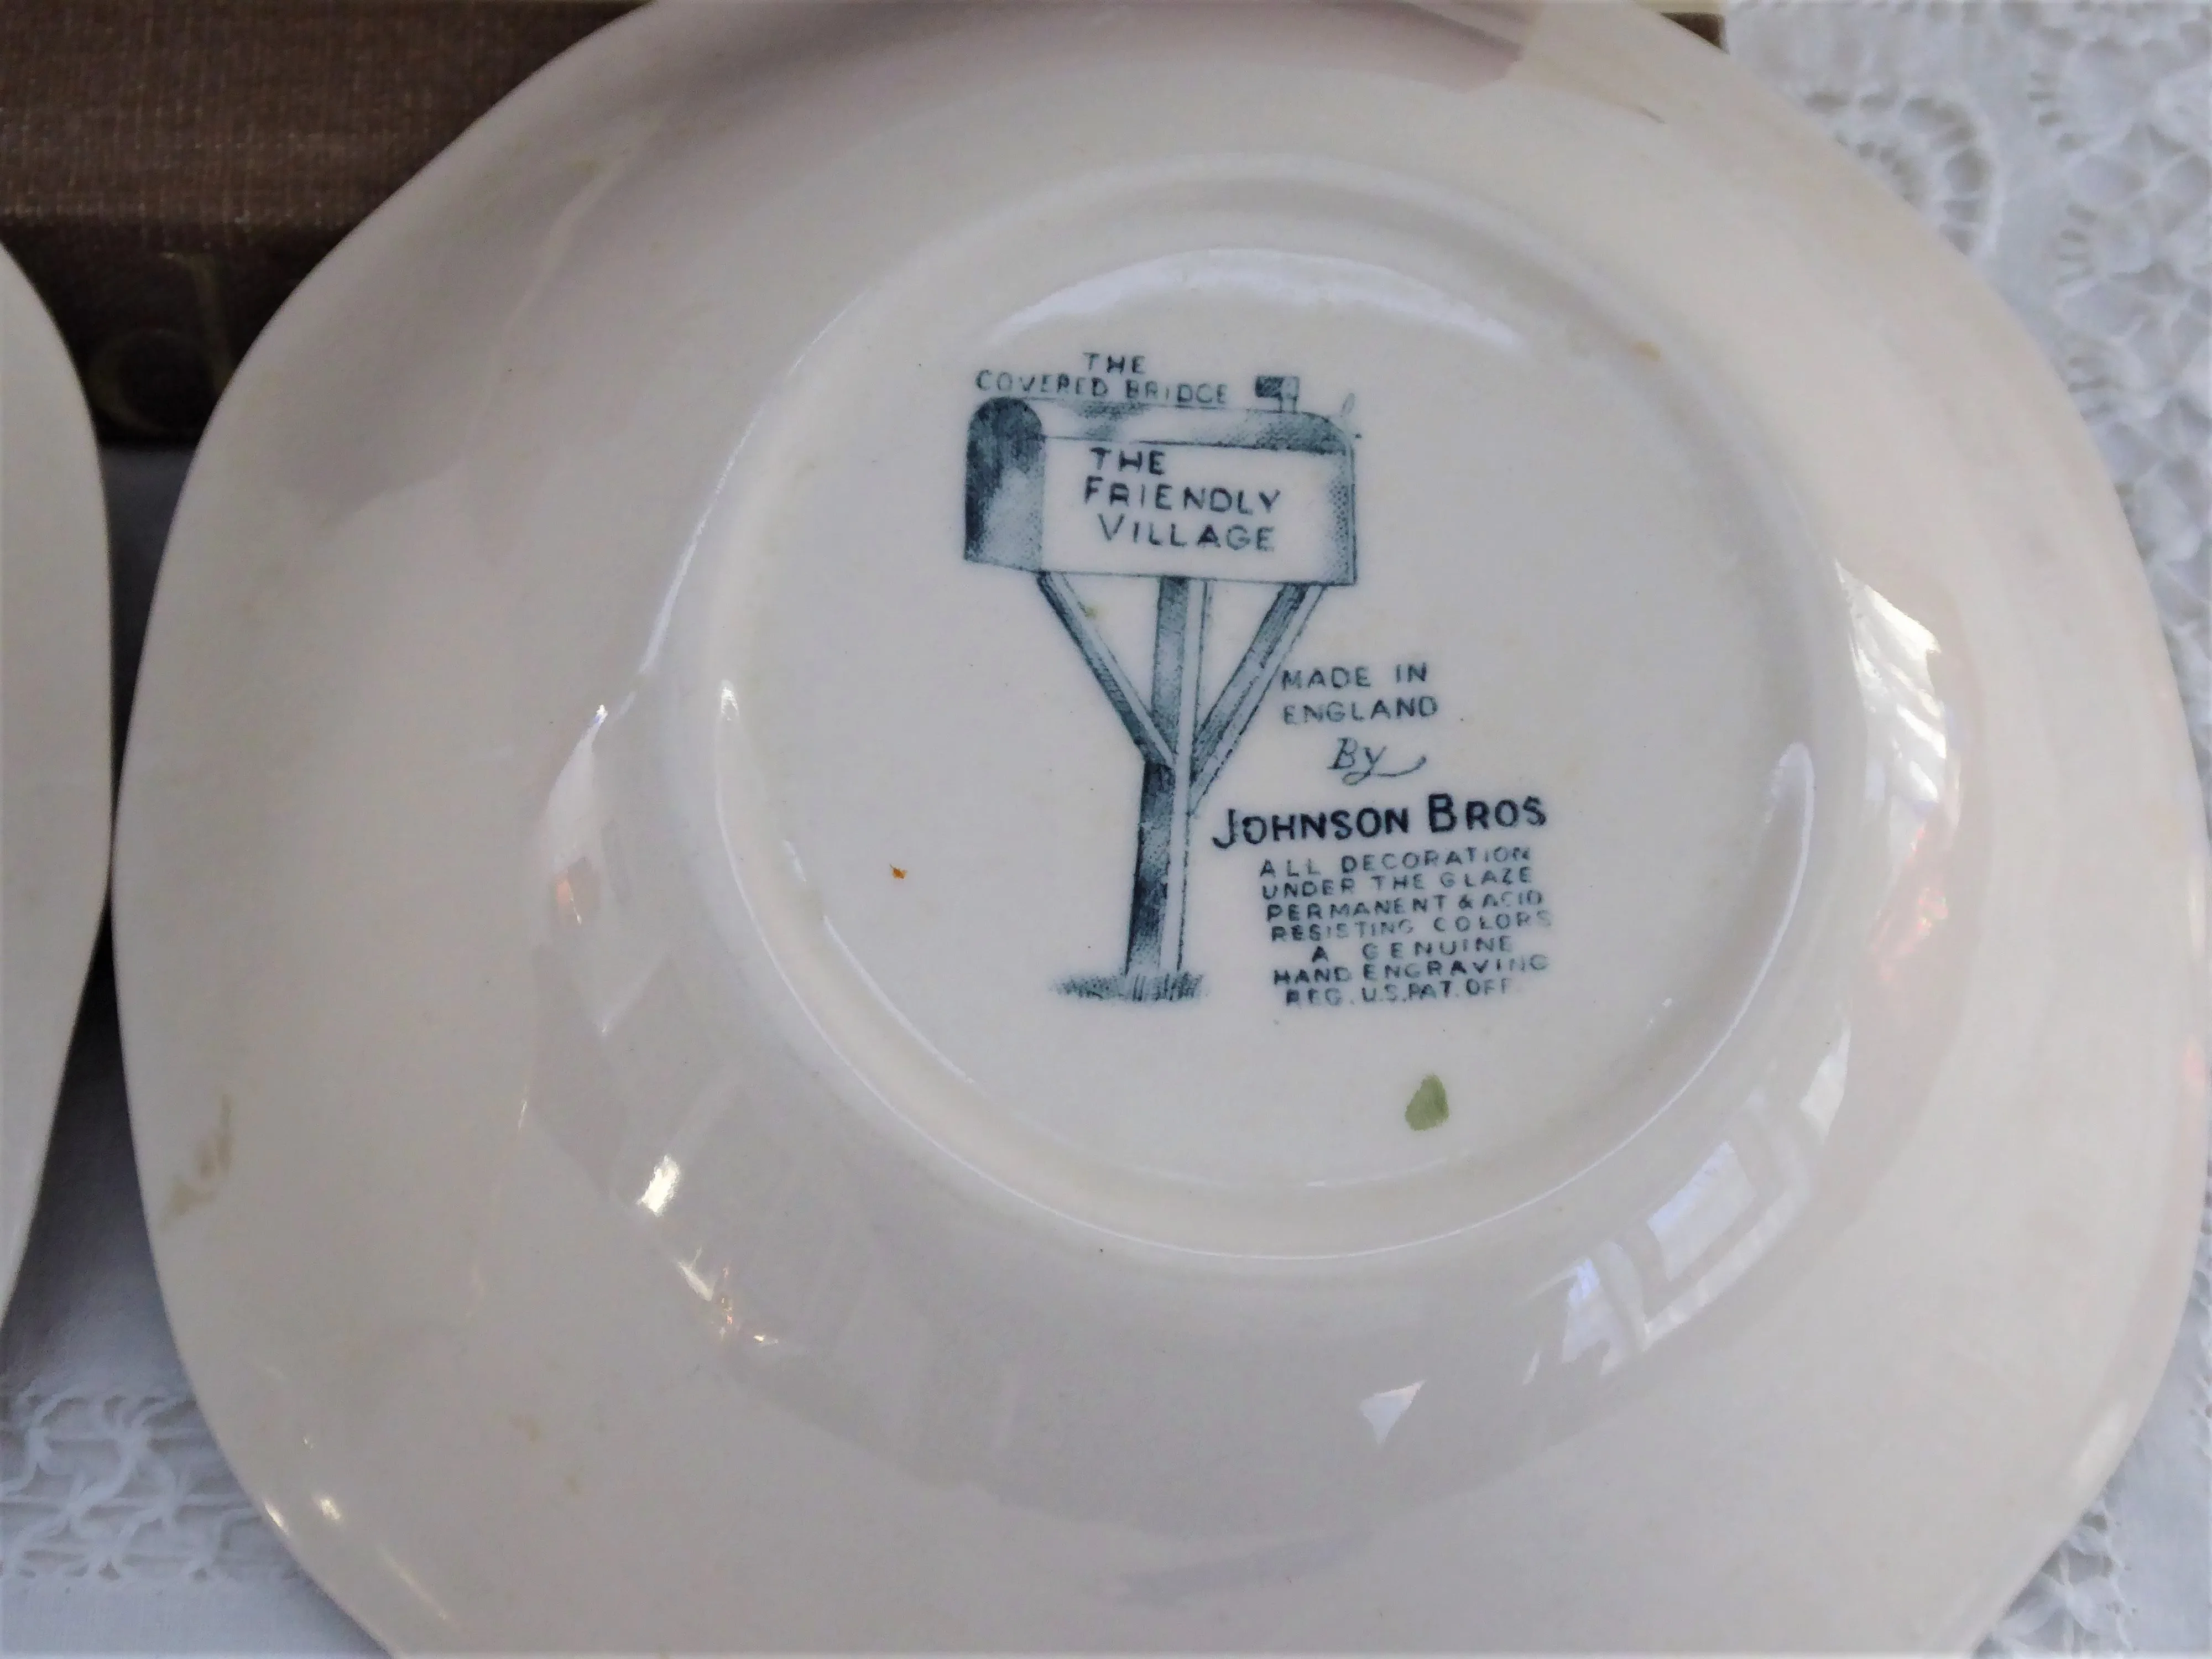 THE
COVERED BRIDGE
THE
FRIENDLY
VILLAGE
MADE IN
ENGLAND
By
JOHNSON BROS
ALL DECORATION
UNDER THE GLAZE
PERMANENT & ACID
RESISTING COLORS
A GENUINE
HAND ENGRAVING
REG. U.S. PAT. OFF.